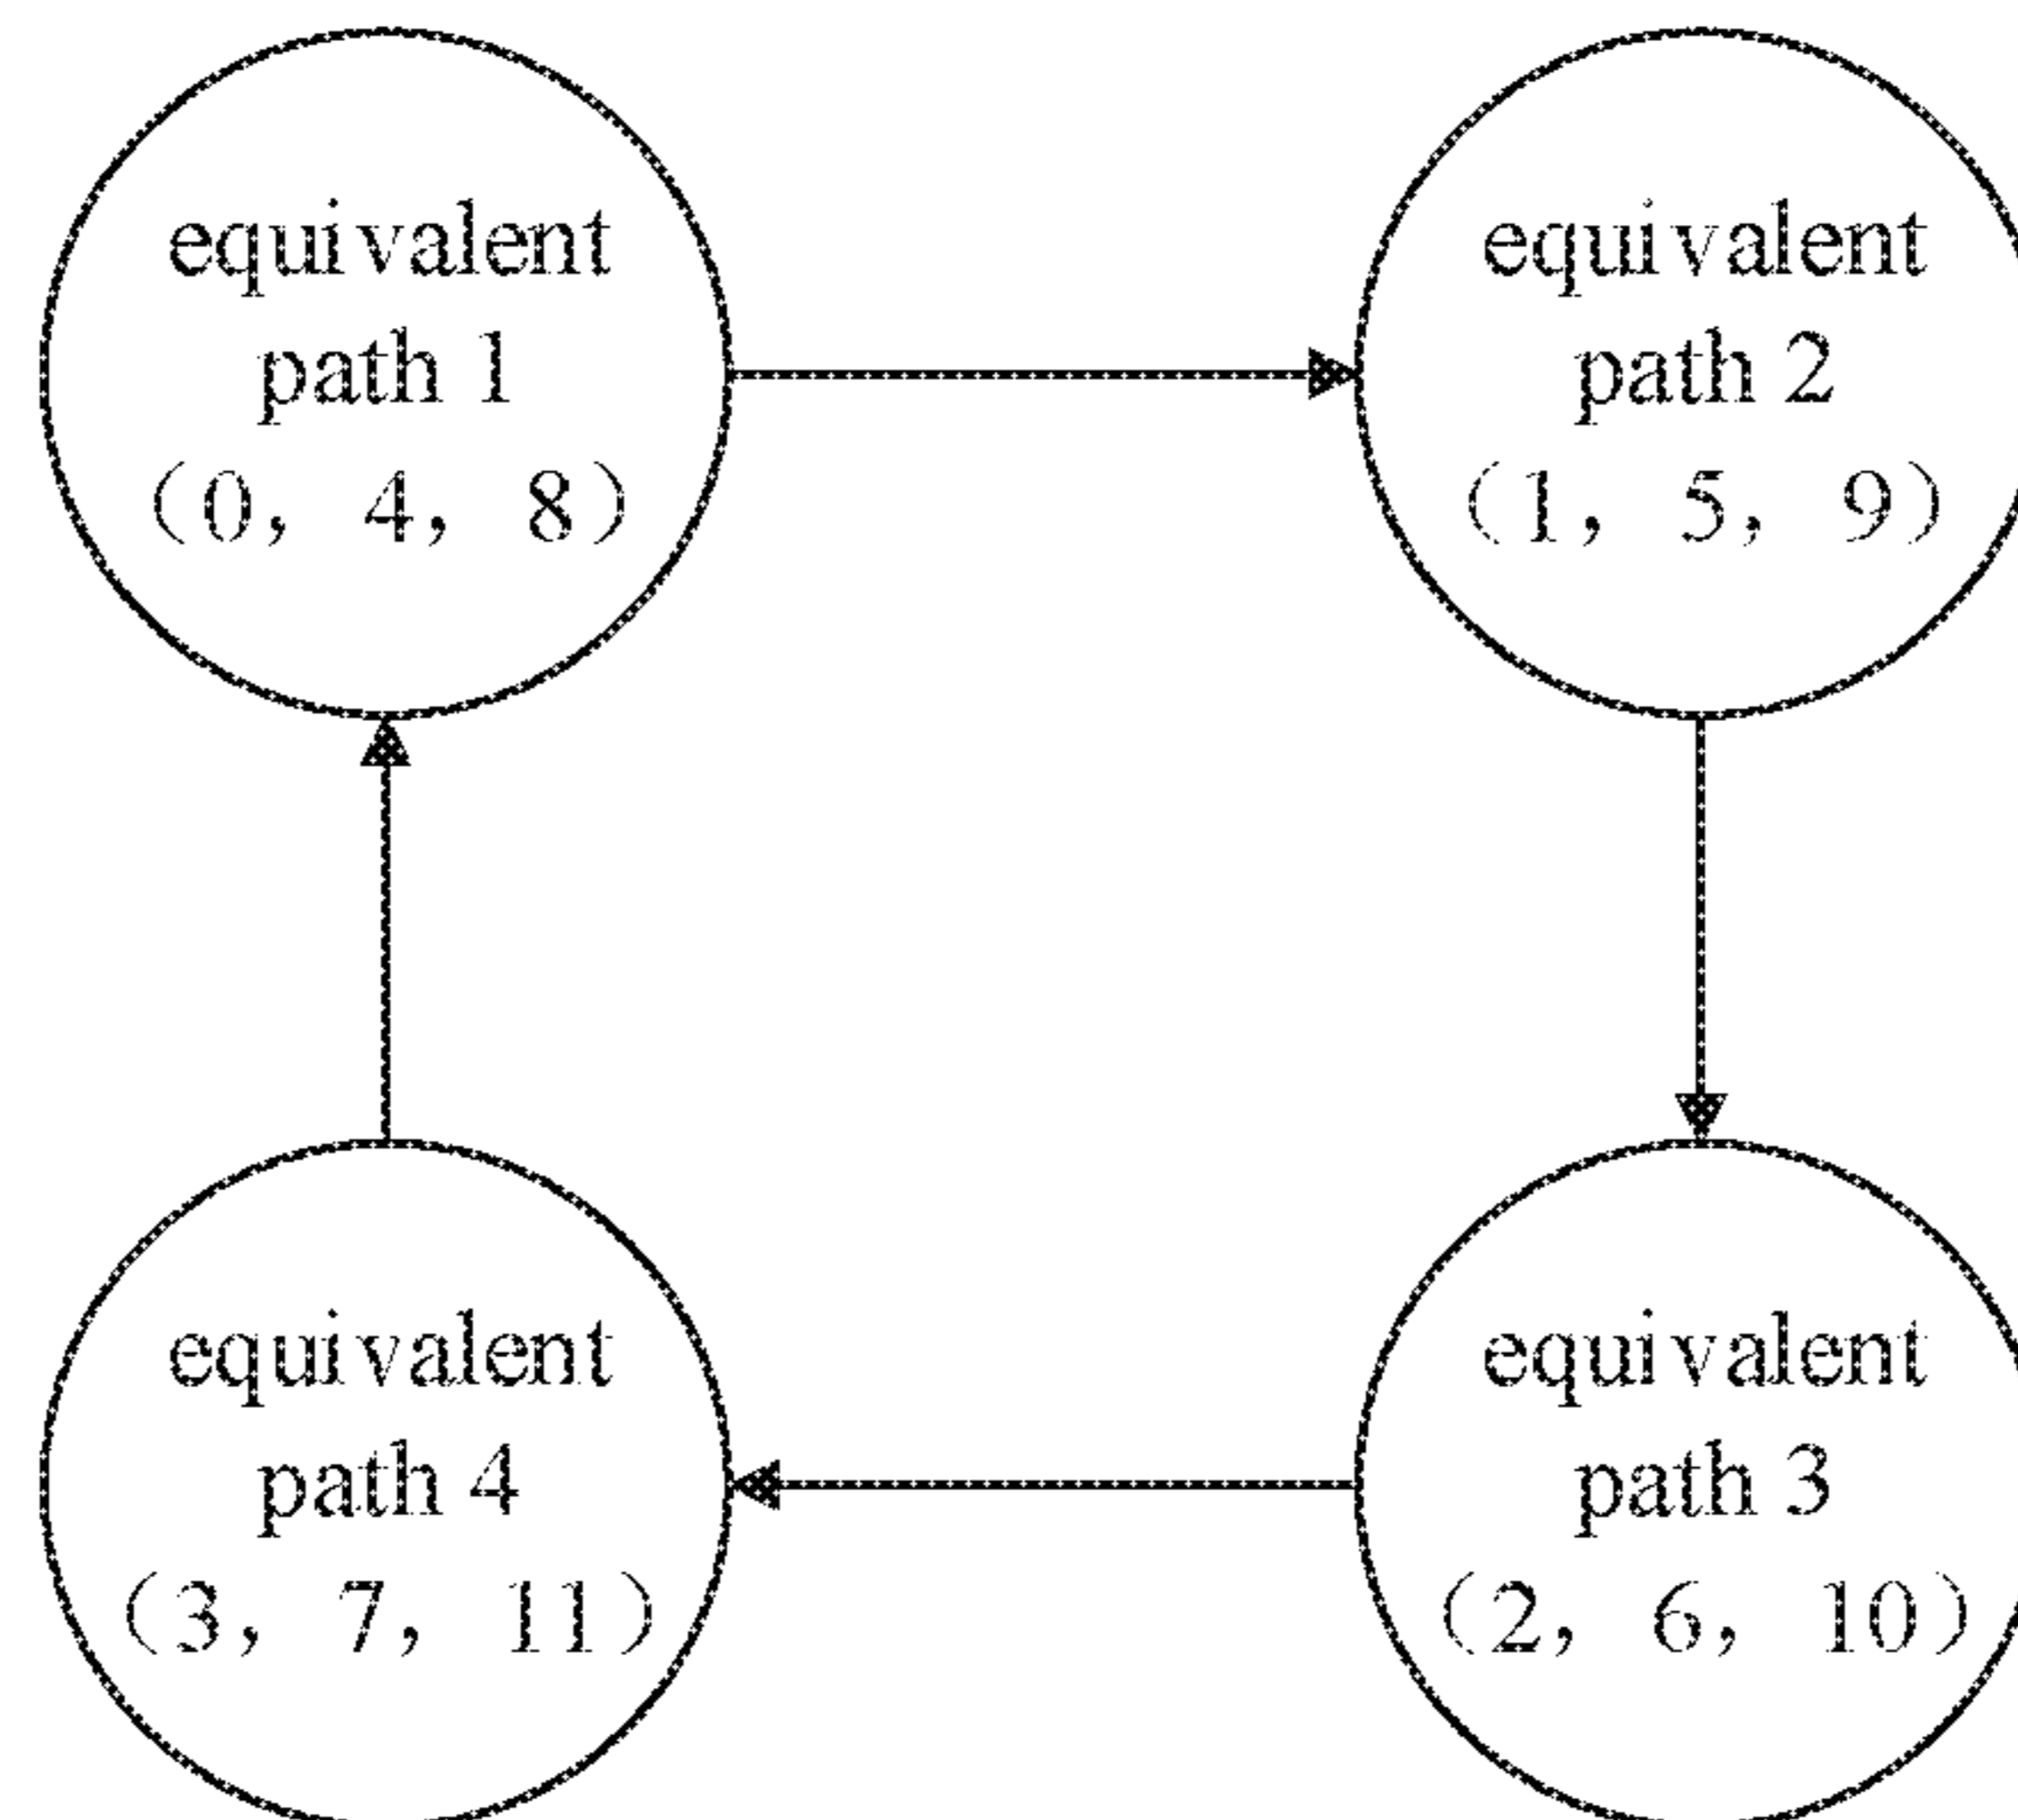 equivalent
path 1
(0, 4, 8)
equivalent
path 2
(1, 5, 9)
equivalent
path 4
(3, 7, 11)
equivalent
path 3
(2, 6, 10)